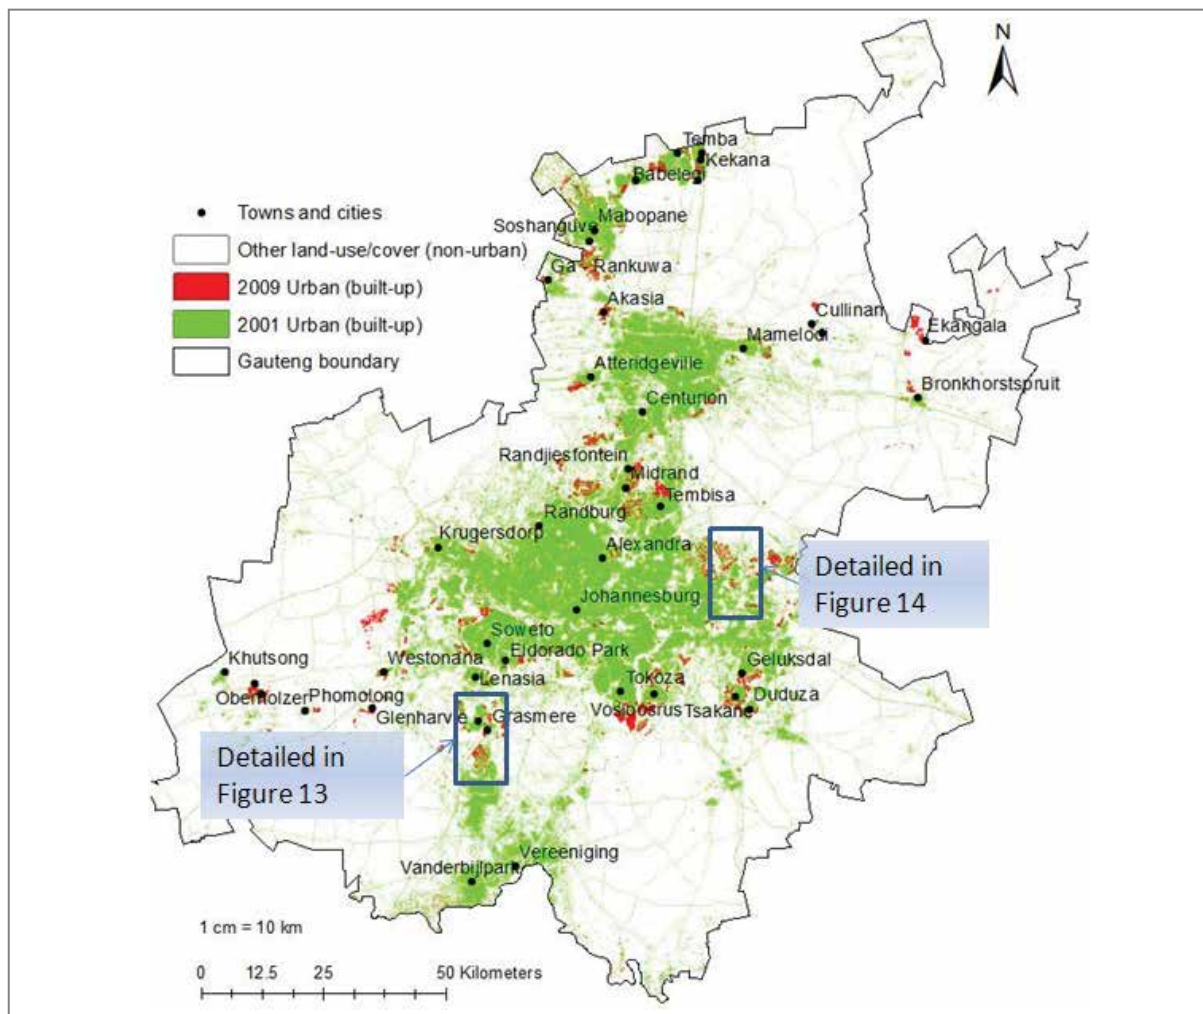 N
Temba
Kekana
Babelegi
Towns and cities
Mabopane
Soshanguve
Other land-use/cover (non-urban)
Ga - Rankuwa
2009 Urban (built-up)
Akasia
Cullinan
2001 Urban (built-up)
Mamelodi
Ekangala
Gauteng boundary
Atteridgeville
Bronkhorstspruit
Centurion
Randjiesfontein
Midrand
Tembisa
Randburg
Krugersdorp
Alexandra
Detailed in
Figure 14
Johannesburg
Soweto
Eldorado Park
Khutsong
Westonana
Geluksdal
Lenasia
Tokoza
Oberholzer
Phomolong
Duduza
Glenharvie
Grasmere
Vosloosrus
Tsakane
Detailed in
Figure 13
Vereeniging
Vanderbijlpark
1 cm = 10 km
0 12.5 25 50 Kilometers